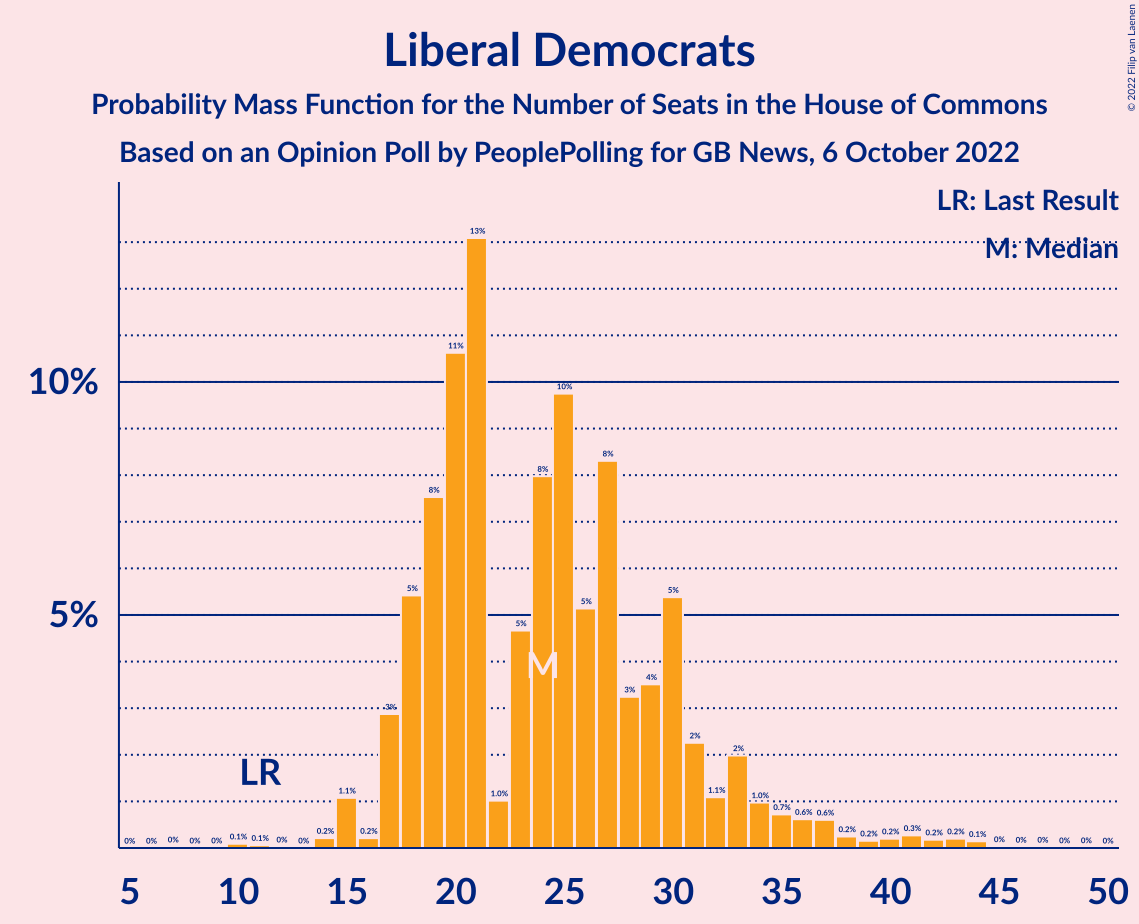 Liberal Democrats
Probability Mass Function for the Number of Seats in the House of Commons
Based on an Opinion Poll by PeoplePolling for GB News, 6 October 2022
© 2022 Filip van Laenen
LR: Last Result
M: Median
10%
5%
0% 0% 0% 0% 0% 0.1% 0.1% 0% 0% 0.2% 1.1% 0.2% 3% 5% 8% 11% 13% 1.0% 5% 8% 10% 5% 8% 3% 4% 5% 2% 1.1% 2% 1.0% 0.7% 0.6% 0.6% 0.2% 0.2% 0.2% 0.3% 0.2% 0.2% 0.1% 0% 0% 0% 0% 0% 0%
LR
M
5 10 15 20 25 30 35 40 45 50